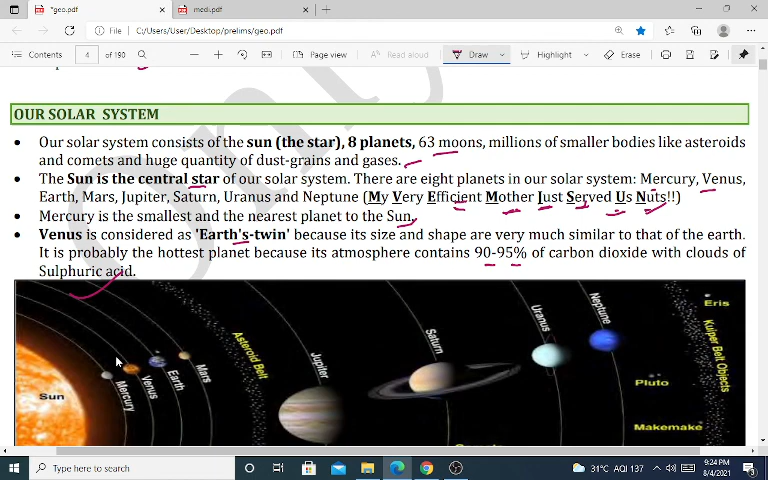 *geo.pdf
medi.pdf
File C:/Users/User/Desktop/prelims/geo.pdf
Contents 4 of 190 Page view Read aloud Draw Highlight Erase
OUR SOLAR SYSTEM
• Our solar system consists of the sun (the star), 8 planets, 63 moons, millions of smaller bodies like asteroids
and comets and huge quantity of dust-grains and gases.
• The Sun is the central star of our solar system. There are eight planets in our solar system: Mercury, Venus,
Earth, Mars, Jupiter, Saturn, Uranus and Neptune (My Very Efficient Mother Just Served Us Nuts!!)
• Mercury is the smallest and the nearest planet to the Sun.
• Venus is considered as 'Earth's-twin' because its size and shape are very much similar to that of the earth.
It is probably the hottest planet because its atmosphere contains 90-95% of carbon dioxide with clouds of
Sulphuric acid.
Sun
Mercury
Venus
Earth
Mars
Asteroid Belt
Jupiter
Saturn
Uranus
Neptune
Eris
Kuiper Belt Objects
Pluto
Makemake
Type here to search
31°C AQI 137
9:24 PM
8/4/2021